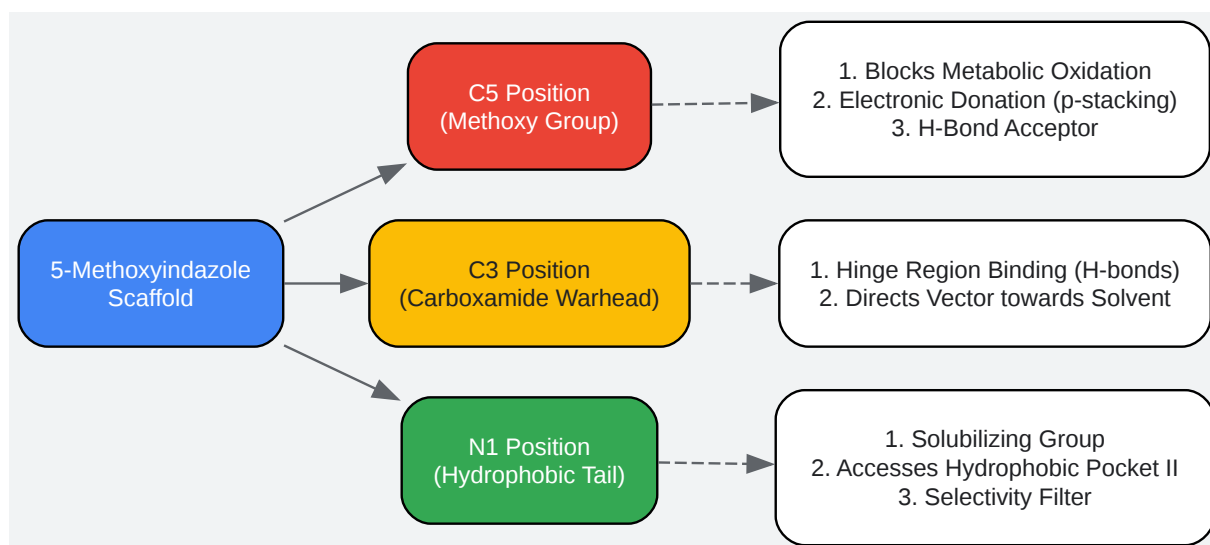 5-Methoxyindazole
Scaffold
C5 Position
(Methoxy Group)
1. Blocks Metabolic Oxidation
2. Electronic Donation (p-stacking)
3. H-Bond Acceptor
C3 Position
(Carboxamide Warhead)
1. Hinge Region Binding (H-bonds)
2. Directs Vector towards Solvent
N1 Position
(Hydrophobic Tail)
1. Solubilizing Group
2. Accesses Hydrophobic Pocket II
3. Selectivity Filter